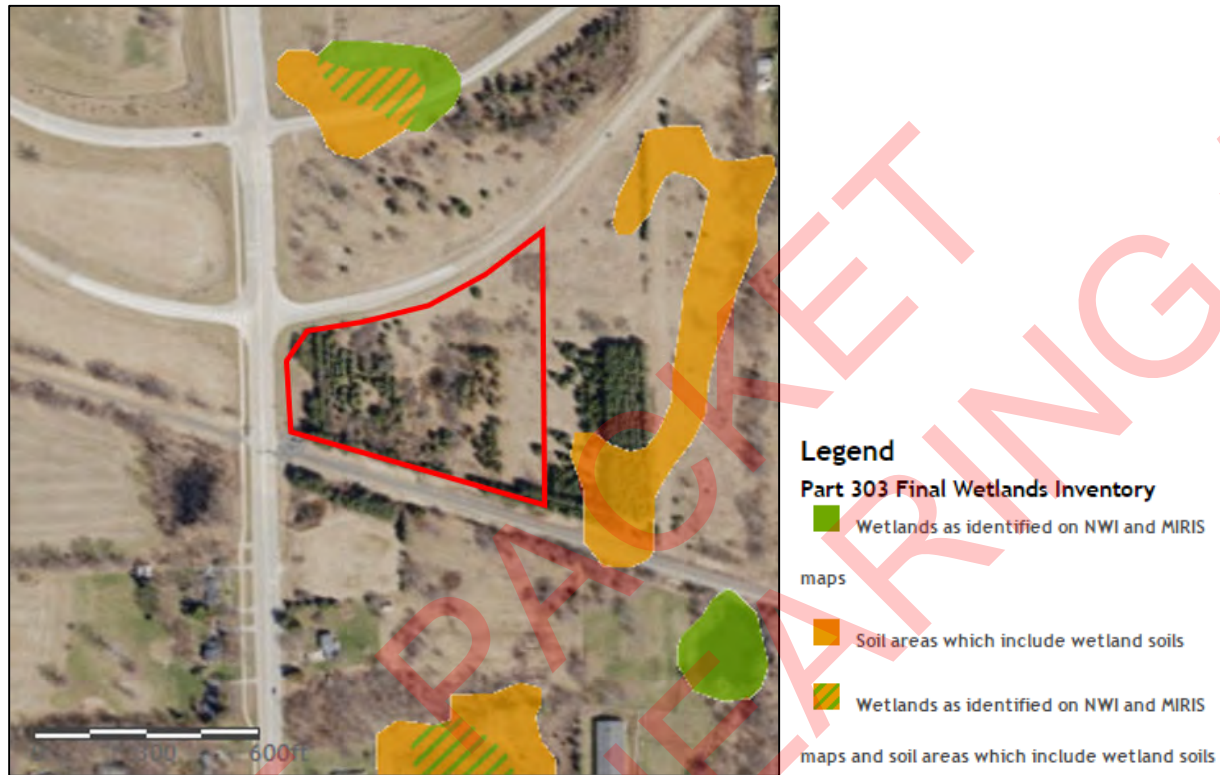 Legend
Part 303 Final Wetlands Inventory
Wetlands as identified on NWI and MIRIS
maps
Soil areas which include wetland soils
Wetlands as identified on NWI and MIRIS
maps and soil areas which include wetland soils
300
600ft
PACKET
HEARING